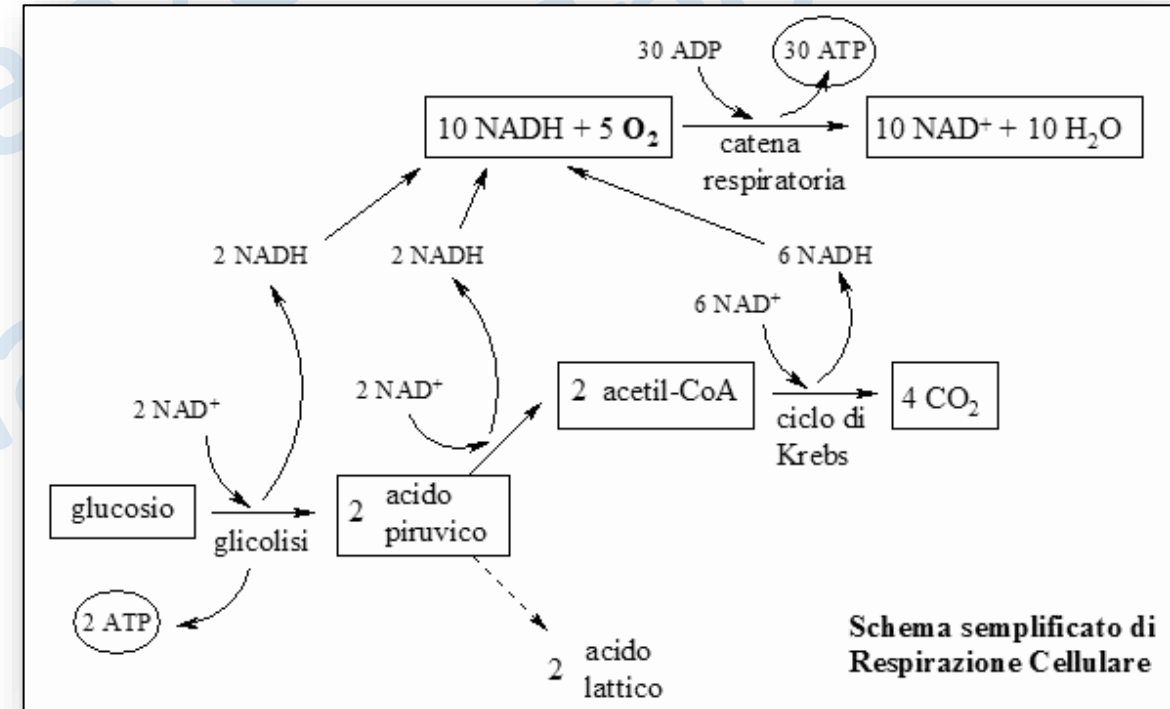 30 ADP
30 ATP
10 NADH + 5 O₂
catena
respiratoria
10 NAD⁺ + 10 H₂O
2 NADH
2 NADH
6 NADH
6 NAD⁺
2 NAD⁺
2 NAD⁺
2 acetil-CoA
ciclo di
Krebs
4 CO₂
glucosio
glicolisi
2 acido
piruvico
2 ATP
2 acido
lattico
Schema semplificato di
Respirazione Cellulare